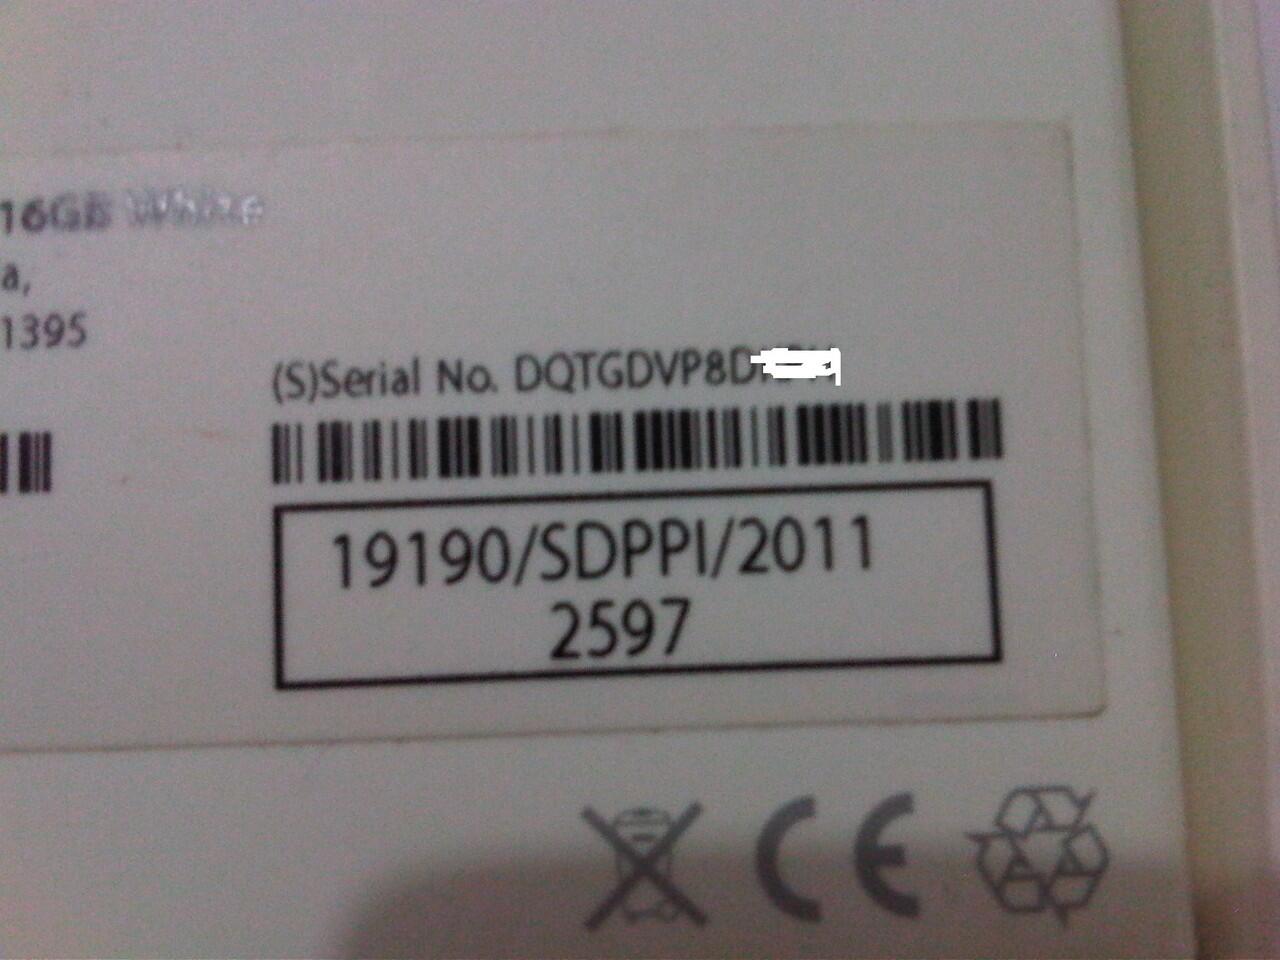 16GB White
a,
1395
(S)Serial No. DQTGDVP8D
19190/SDPPI/2011
2597
CE